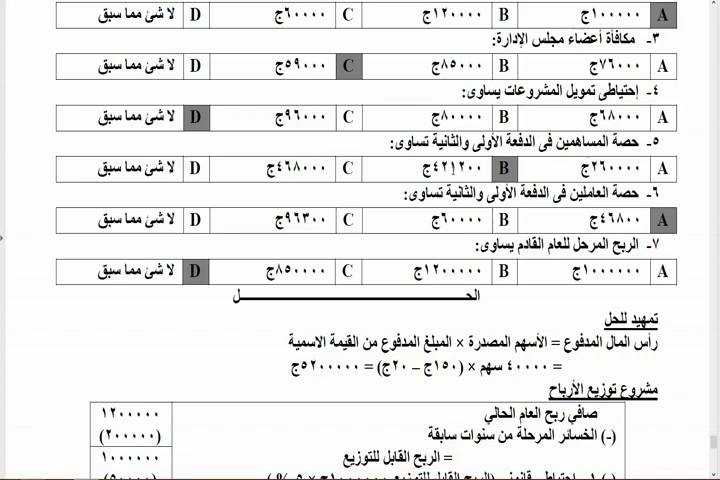 A ١٠٠٠٠٠ج B ١٢٠٠٠٠ج C ٦٠٠٠٠ج D لا شئ مما سبق
٣- مكافأة أعضاء مجلس الإدارة:
A ٧٦٠٠٠ج B ٨٥٠٠٠ج C ٥٩٠٠٠ج D لا شئ مما سبق
٤- إحتياطى تمويل المشروعات يساوى:
A ٦٨٠٠٠ج B ٨٠٠٠٠ج C ٩٦٠٠٠ج D لا شئ مما سبق
٥- حصة المساهمين فى الدفعة الأولى والثانية تساوى:
A ٢٦٠٠٠٠ج B ٤٢١٢٠٠ج C ٤٦٨٠٠٠ج D لا شئ مما سبق
٦- حصة العاملين فى الدفعة الأولى والثانية تساوى:
A ٤٦٨٠٠ج B ٦٠٠٠٠ج C ٩٦٣٠٠ج D لا شئ مما سبق
٧- الربح المرحل للعام القادم يساوى:
A ١٠٠٠٠٠٠ج B ١٢٠٠٠٠٠ج C ٨٥٠٠٠٠ج D لا شئ مما سبق
الحـــــــــــــــــــــــــــل
تمهيد للحل
رأس المال المدفوع = الأسهم المصدرة × المبلغ المدفوع من القيمة الاسمية
= ٤٠٠٠٠ سهم × (١٥٠ج – ٢٠ج) = ٥٢٠٠٠٠٠ج
مشروع توزيع الأرباح
صافي ربح العام الحالي ١٢٠٠٠٠٠
(-) الخسائر المرحلة من سنوات سابقة (٢٠٠٠٠٠)
= الربح القابل للتوزيع ١٠٠٠٠٠٠